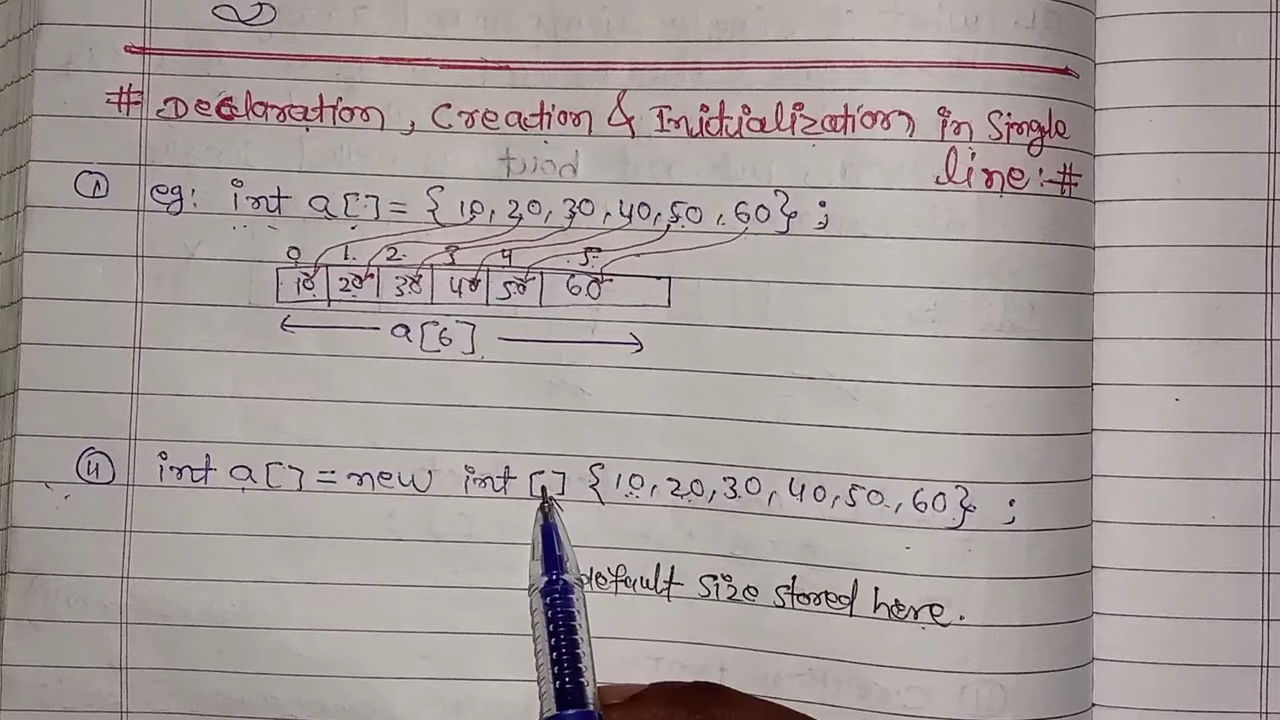 # Declaration, Creation & Initialization in Single
line:-#
① eg: int a[] = {10, 20, 30, 40, 50, 60} ;
0 1 2 3 4 5
10 20 30 40 50 60
a[6]
② int a[] = new int [] {10, 20, 30, 40, 50, 60} ;
default size stored here.